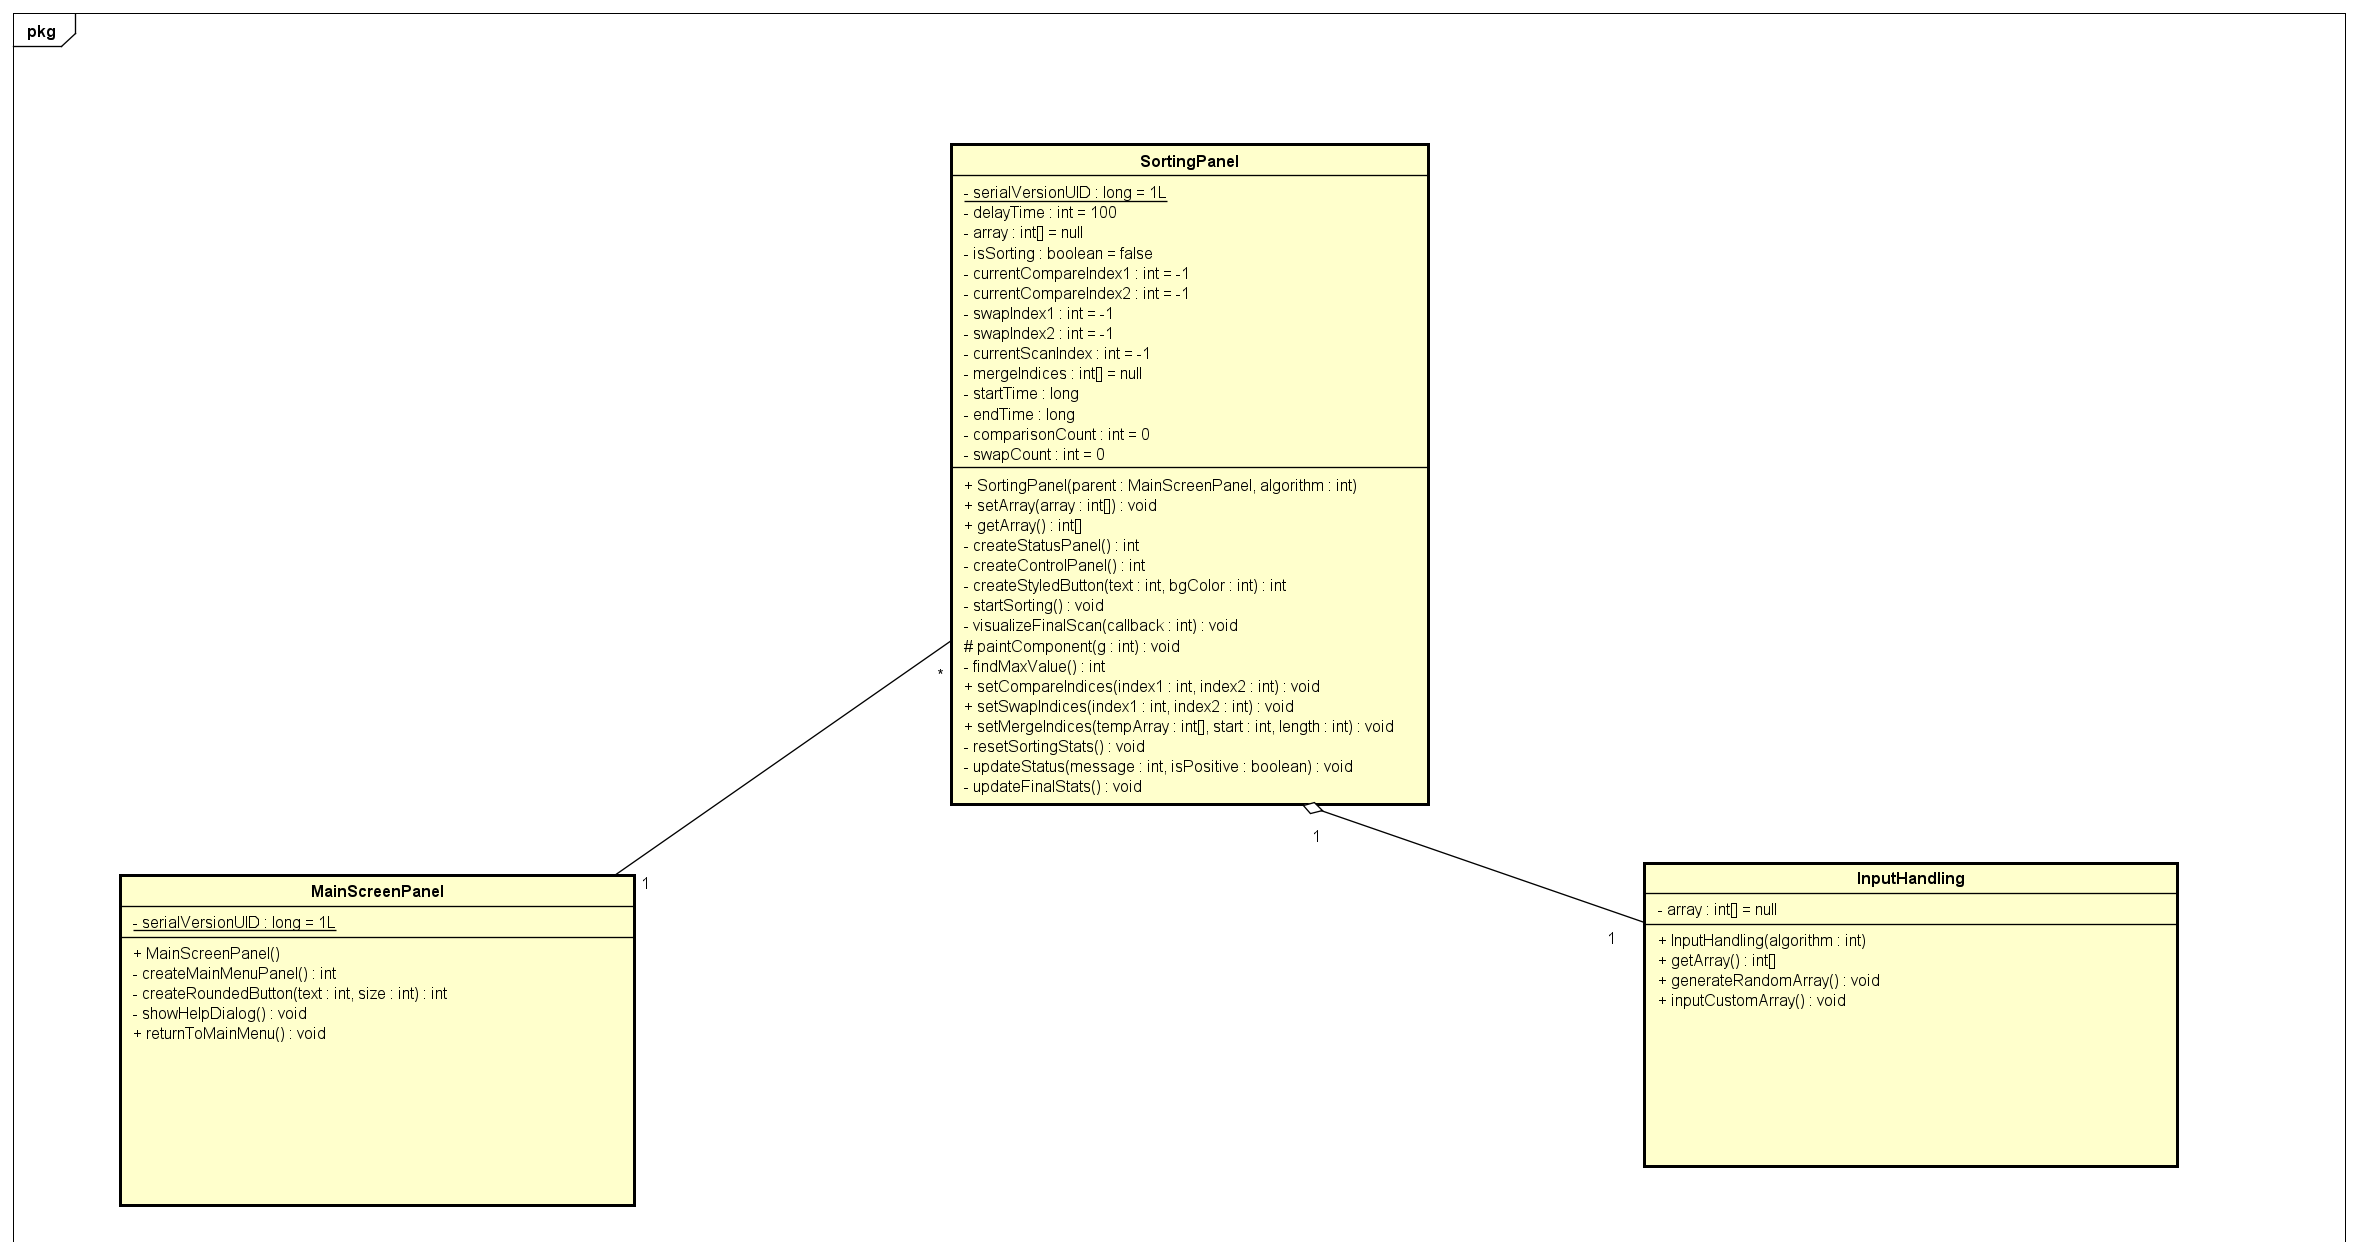 pkg
SortingPanel
- serialVersionUID : long = 1L
- delayTime : int = 100
- array : int[] = null
- isSorting : boolean = false
- currentCompareIndex1 : int = -1
- currentCompareIndex2 : int = -1
- swapIndex1 : int = -1
- swapIndex2 : int = -1
- currentScanIndex : int = -1
- mergeIndices : int[] = null
- startTime : long
- endTime : long
- comparisonCount : int = 0
- swapCount : int = 0
+ SortingPanel(parent : MainScreenPanel, algorithm : int)
+ setArray(array : int[]) : void
+ getArray() : int[]
- createStatusPanel() : int
- createControlPanel() : int
- createStyledButton(text : int, bgColor : int) : int
- startSorting() : void
- visualizeFinalScan(callback : int) : void
# paintComponent(g : int) : void
- findMaxValue() : int
+ setCompareIndices(index1 : int, index2 : int) : void
+ setSwapIndices(index1 : int, index2 : int) : void
+ setMergeIndices(tempArray : int[], start : int, length : int) : void
- resetSortingStats() : void
- updateStatus(message : int, isPositive : boolean) : void
- updateFinalStats() : void
*
1
1
1
MainScreenPanel
- serialVersionUID : long = 1L
+ MainScreenPanel()
- createMainMenuPanel() : int
- createRoundedButton(text : int, size : int) : int
- showHelpDialog() : void
+ returnToMainMenu() : void
InputHandling
- array : int[] = null
+ InputHandling(algorithm : int)
+ getArray() : int[]
+ generateRandomArray() : void
+ inputCustomArray() : void